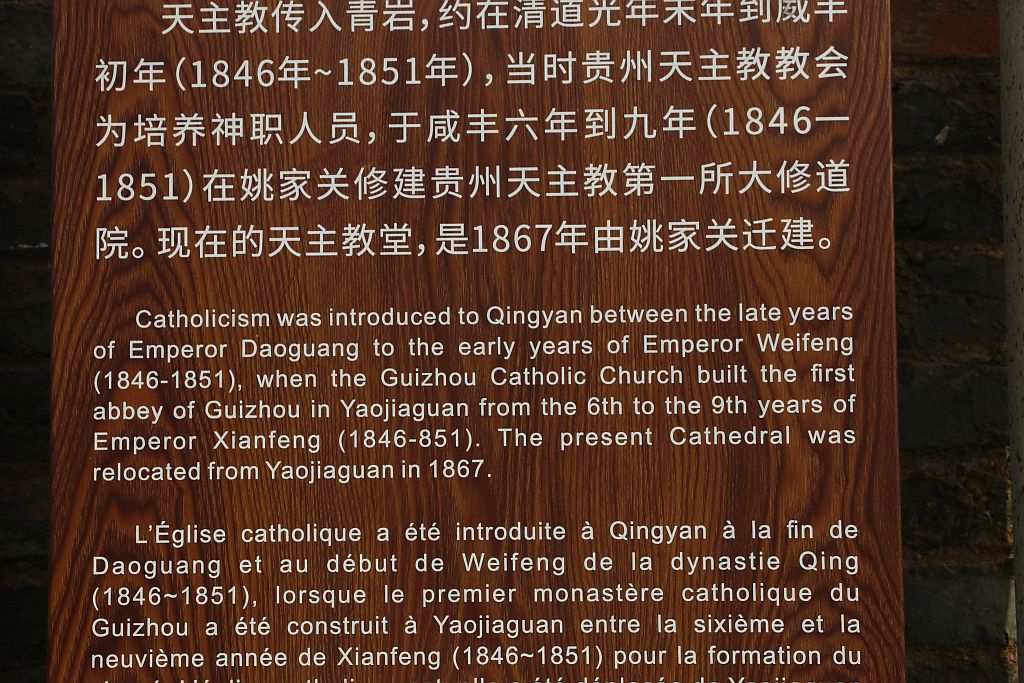 天主教传入青岩，约在清道光年末年到威丰
初年（1846年~1851年），当时贵州天主教教会
为培养神职人员，于咸丰六年到九年（1846一
1851）在姚家关修建贵州天主教第一所大修道
院。现在的天主教堂，是1867年由姚家关迁建。
Catholicism was introduced to Qingyan between the late years
of Emperor Daoguang to the early years of Emperor Weifeng
(1846-1851), when the Guizhou Catholic Church built the first
abbey of Guizhou in Yaojiaguan from the 6th to the 9th years of
Emperor Xianfeng (1846-851). The present Cathedral was
relocated from Yaojiaguan in 1867.
L’Église catholique a été introduite à Qingyan à la fin de
Daoguang et au début de Weifeng de la dynastie Qing
(1846~1851), lorsque le premier monastère catholique du
Guizhou a été construit à Yaojiaguan entre la sixième et la
neuvième année de Xianfeng (1846~1851) pour la formation du